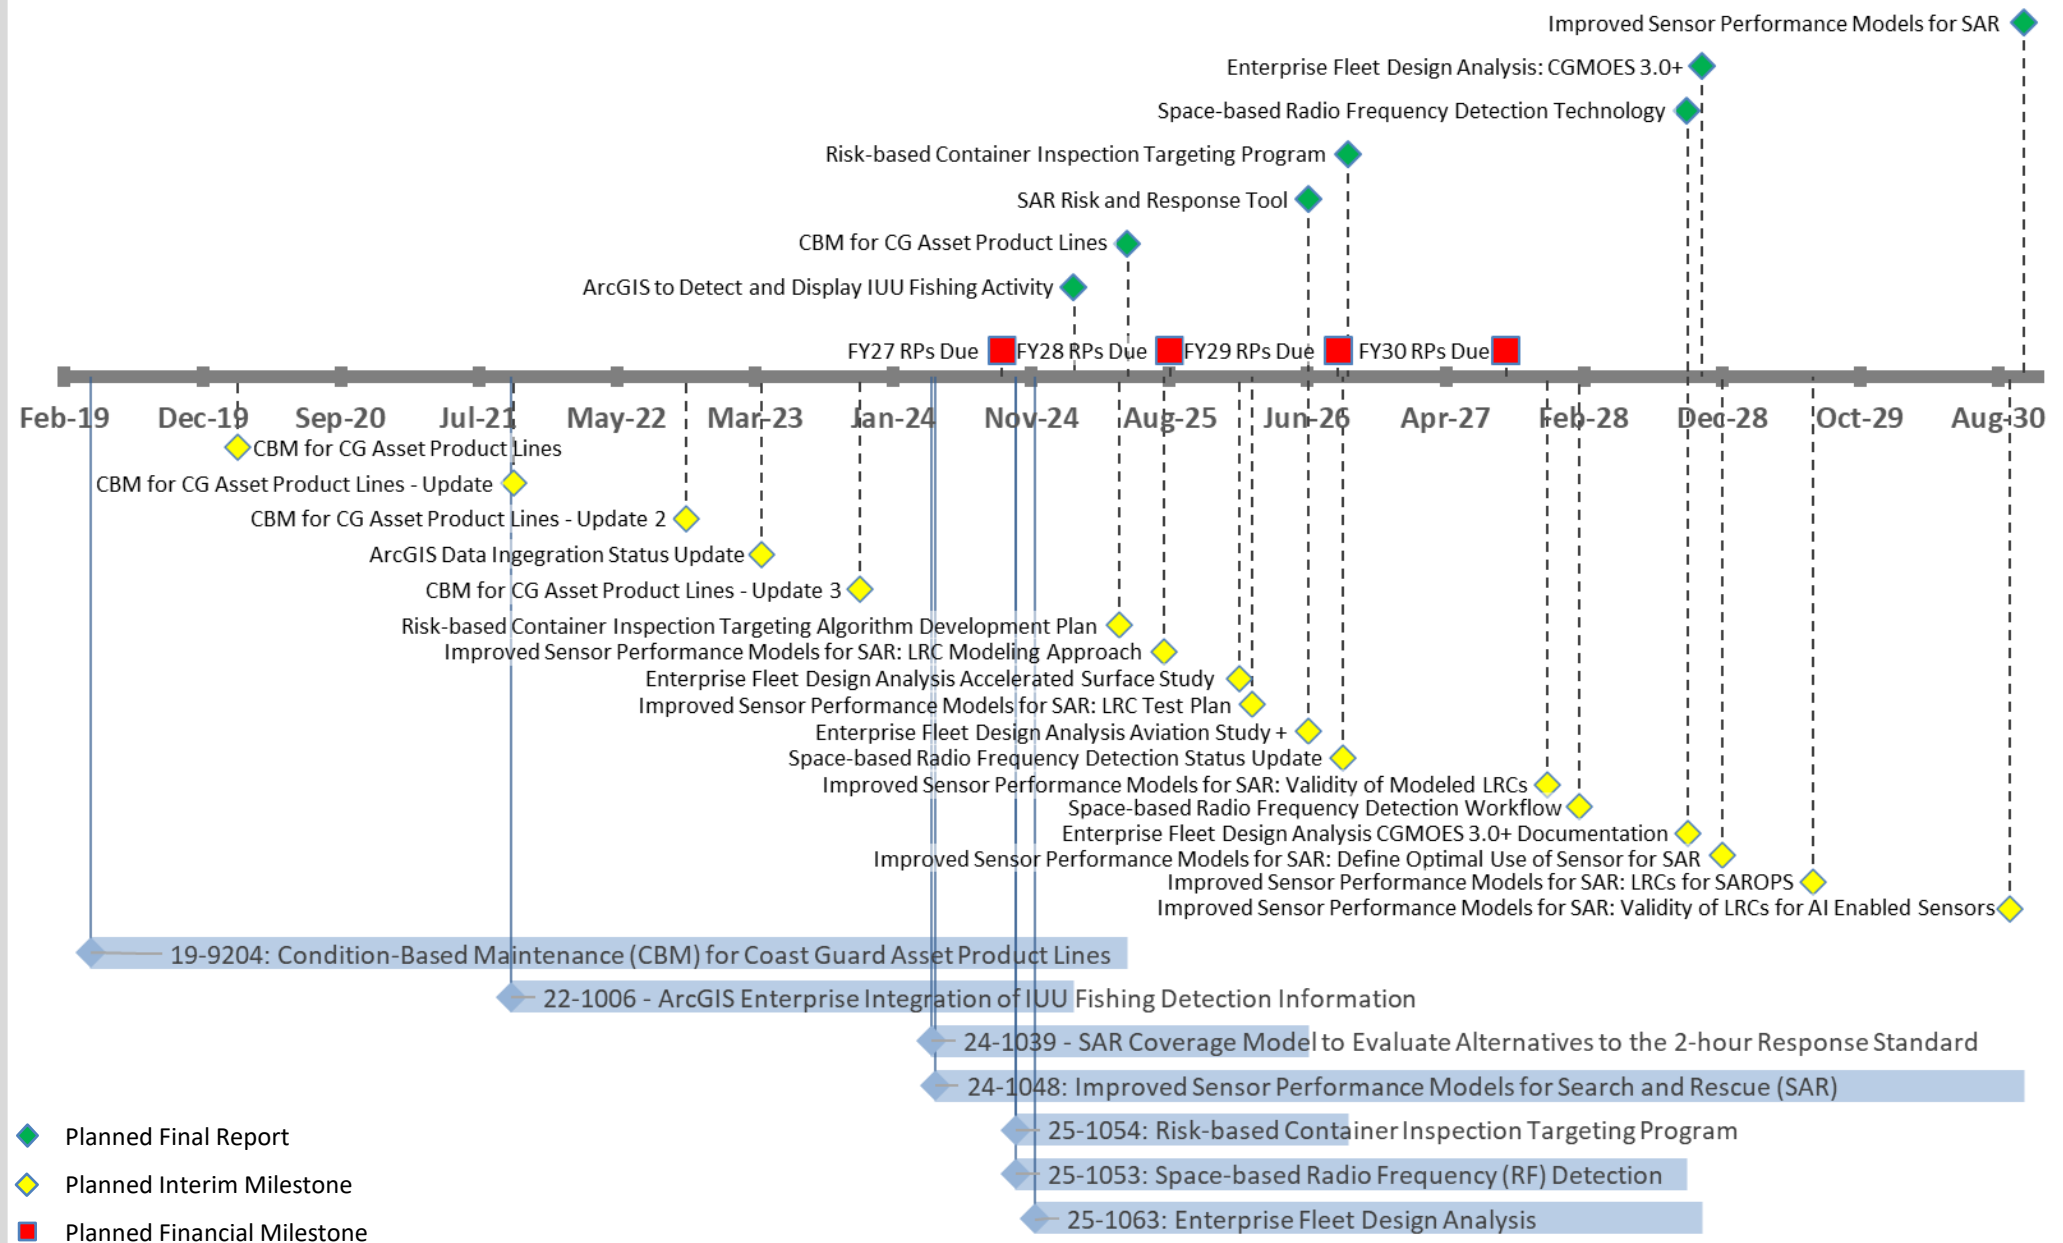 Improved Sensor Performance Models for SAR
Enterprise Fleet Design Analysis: CGMOES 3.0+
Space-based Radio Frequency Detection Technology
Risk-based Container Inspection Targeting Program
SAR Risk and Response Tool
CBM for CG Asset Product Lines
ArcGIS to Detect and Display IUU Fishing Activity
FY27 RPs Due FY28 RPs Due FY29 RPs Due FY30 RPs Due
Feb-19 Dec-19 Sep-20 Jul-21 May-22 Mar-23 Jan-24 Nov-24 Aug-25 Jun-26 Apr-27 Feb-28 Dec-28 Oct-29 Aug-30
CBM for CG Asset Product Lines
CBM for CG Asset Product Lines - Update
CBM for CG Asset Product Lines - Update 2
ArcGIS Data Ingegration Status Update
CBM for CG Asset Product Lines - Update 3
Risk-based Container Inspection Targeting Algorithm Development Plan
Improved Sensor Performance Models for SAR: LRC Modeling Approach
Enterprise Fleet Design Analysis Accelerated Surface Study
Improved Sensor Performance Models for SAR: LRC Test Plan
Enterprise Fleet Design Analysis Aviation Study +
Space-based Radio Frequency Detection Status Update
Improved Sensor Performance Models for SAR: Validity of Modeled LRCs
Space-based Radio Frequency Detection Workflow
Enterprise Fleet Design Analysis CGMOES 3.0+ Documentation
Improved Sensor Performance Models for SAR: Define Optimal Use of Sensor for SAR
Improved Sensor Performance Models for SAR: LRCs for SAROPS
Improved Sensor Performance Models for SAR: Validity of LRCs for AI Enabled Sensors
19-9204: Condition-Based Maintenance (CBM) for Coast Guard Asset Product Lines
22-1006 - ArcGIS Enterprise Integration of IUU Fishing Detection Information
24-1039 - SAR Coverage Model to Evaluate Alternatives to the 2-hour Response Standard
24-1048: Improved Sensor Performance Models for Search and Rescue (SAR)
25-1054: Risk-based Container Inspection Targeting Program
25-1053: Space-based Radio Frequency (RF) Detection
25-1063: Enterprise Fleet Design Analysis
Planned Final Report
Planned Interim Milestone
Planned Financial Milestone